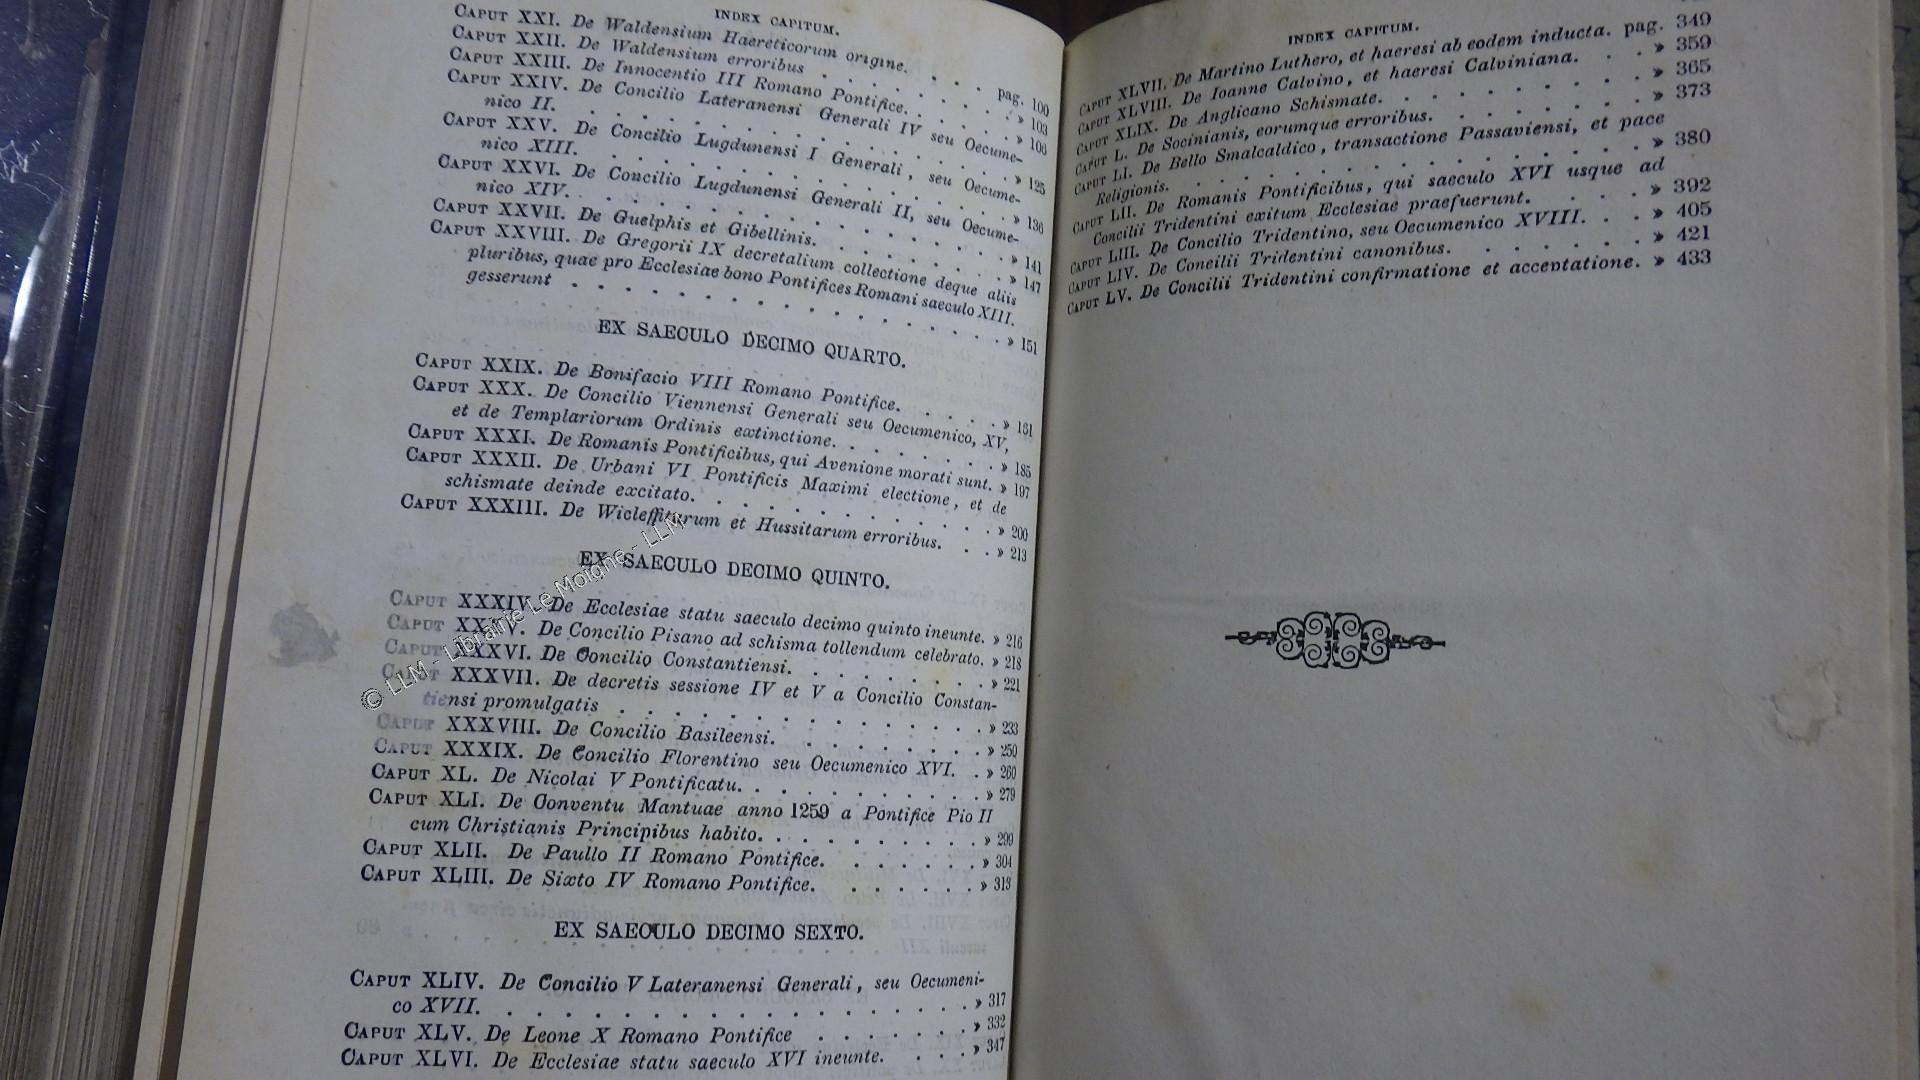 INDEX CAPITUM.
CAPUT XXI. De Waldensium Haereticorum origine. . . . pag. 100
CAPUT XXII. De Waldensium erroribus . . . . . . . » 103
CAPUT XXIII. De Innocentio III Romano Pontifice. . . . . . » 106
CAPUT XXIV. De Concilio Lateranensi Generali IV seu Oecume-
nico II. . . . . . . . . . . . . » 125
CAPUT XXV. De Concilio Lugdunensi I Generali, seu Oecume-
nico XIII. . . . . . . . . . . . . » 136
CAPUT XXVI. De Concilio Lugdunensi Generali II, seu Oecume-
nico XIV. . . . . . . . . . . . . » 141
CAPUT XXVII. De Guelphis et Gibellinis. . . . . . . . » 147
CAPUT XXVIII. De Gregorii IX decretalium collectione deque aliis
pluribus, quae pro Ecclesiae bono Pontifices Romani saeculo XIII.
gesserunt . . . . . . . . . . . . » 151
EX SAECULO DECIMO QUARTO.
CAPUT XXIX. De Bonifacio VIII Romano Pontifice. . . . . » 161
CAPUT XXX. De Concilio Viennensi Generali seu Oecumenico, XV,
et de Templariorum Ordinis extinctione. . . . . . . » 185
CAPUT XXXI. De Romanis Pontificibus, qui Avenione morati sunt. » 197
CAPUT XXXII. De Urbani VI Pontificis Maximi electione, et de
schismate deinde excitato. . . . . . . . . . » 200
CAPUT XXXIII. De Wicleffitarum et Hussitarum erroribus. . . » 213
EX SAECULO DECIMO QUINTO.
CAPUT XXXIV. De Ecclesiae statu saeculo decimo quinto ineunte. » 216
CAPUT XXXV. De Concilio Pisano ad schisma tollendum celebrato. » 218
CAPUT XXXVI. De Concilio Constantiensi. . . . . . . . » 221
CAPUT XXXVII. De decretis sessione IV et V a Concilio Constan-
tiensi promulgatis . . . . . . . . . . . » 233
CAPUT XXXVIII. De Concilio Basileensi. . . . . . . . » 250
CAPUT XXXIX. De Concilio Florentino seu Oecumenico XVI. . » 260
CAPUT XL. De Nicolai V Pontificatu. . . . . . . . . » 279
CAPUT XLI. De Conventu Mantuae anno 1259 a Pontifice Pio II
cum Christianis Principibus habito. . . . . . . . » 299
CAPUT XLII. De Paullo II Romano Pontifice. . . . . . » 304
CAPUT XLIII. De Sixto IV Romano Pontifice. . . . . . » 313
EX SAECULO DECIMO SEXTO.
CAPUT XLIV. De Concilio V Lateranensi Generali, seu Oecumeni-
co XVII. . . . . . . . . . . . . . » 317
CAPUT XLV. De Leone X Romano Pontifice . . . . . . » 332
CAPUT XLVI. De Ecclesiae statu saeculo XVI ineunte. . . . » 347
© LLM - Librairie Le Moighe - LLM
INDEX CAPITUM.
CAPUT XLVII. De Martino Luthero, et haeresi ab eodem inducta. pag. 349
CAPUT XLVIII. De Ioanne Calvino, et haeresi Calviniana. . . » 359
CAPUT XLIX. De Anglicano Schismate. . . . . . . . » 365
CAPUT L. De Socinianis, eorumque erroribus. . . . . . » 373
CAPUT LI. De Bello Smalcaldico, transactione Passaviensi, et pace
Religionis. . . . . . . . . . . . . » 380
CAPUT LII. De Romanis Pontificibus, qui saeculo XVI usque ad
Concilii Tridentini exitum Ecclesiae praefuerunt. . . . » 392
CAPUT LIII. De Concilio Tridentino, seu Oecumenico XVIII. . . » 405
CAPUT LIV. De Concilii Tridentini canonibus. . . . . . » 421
CAPUT LV. De Concilii Tridentini confirmatione et acceptatione. » 433